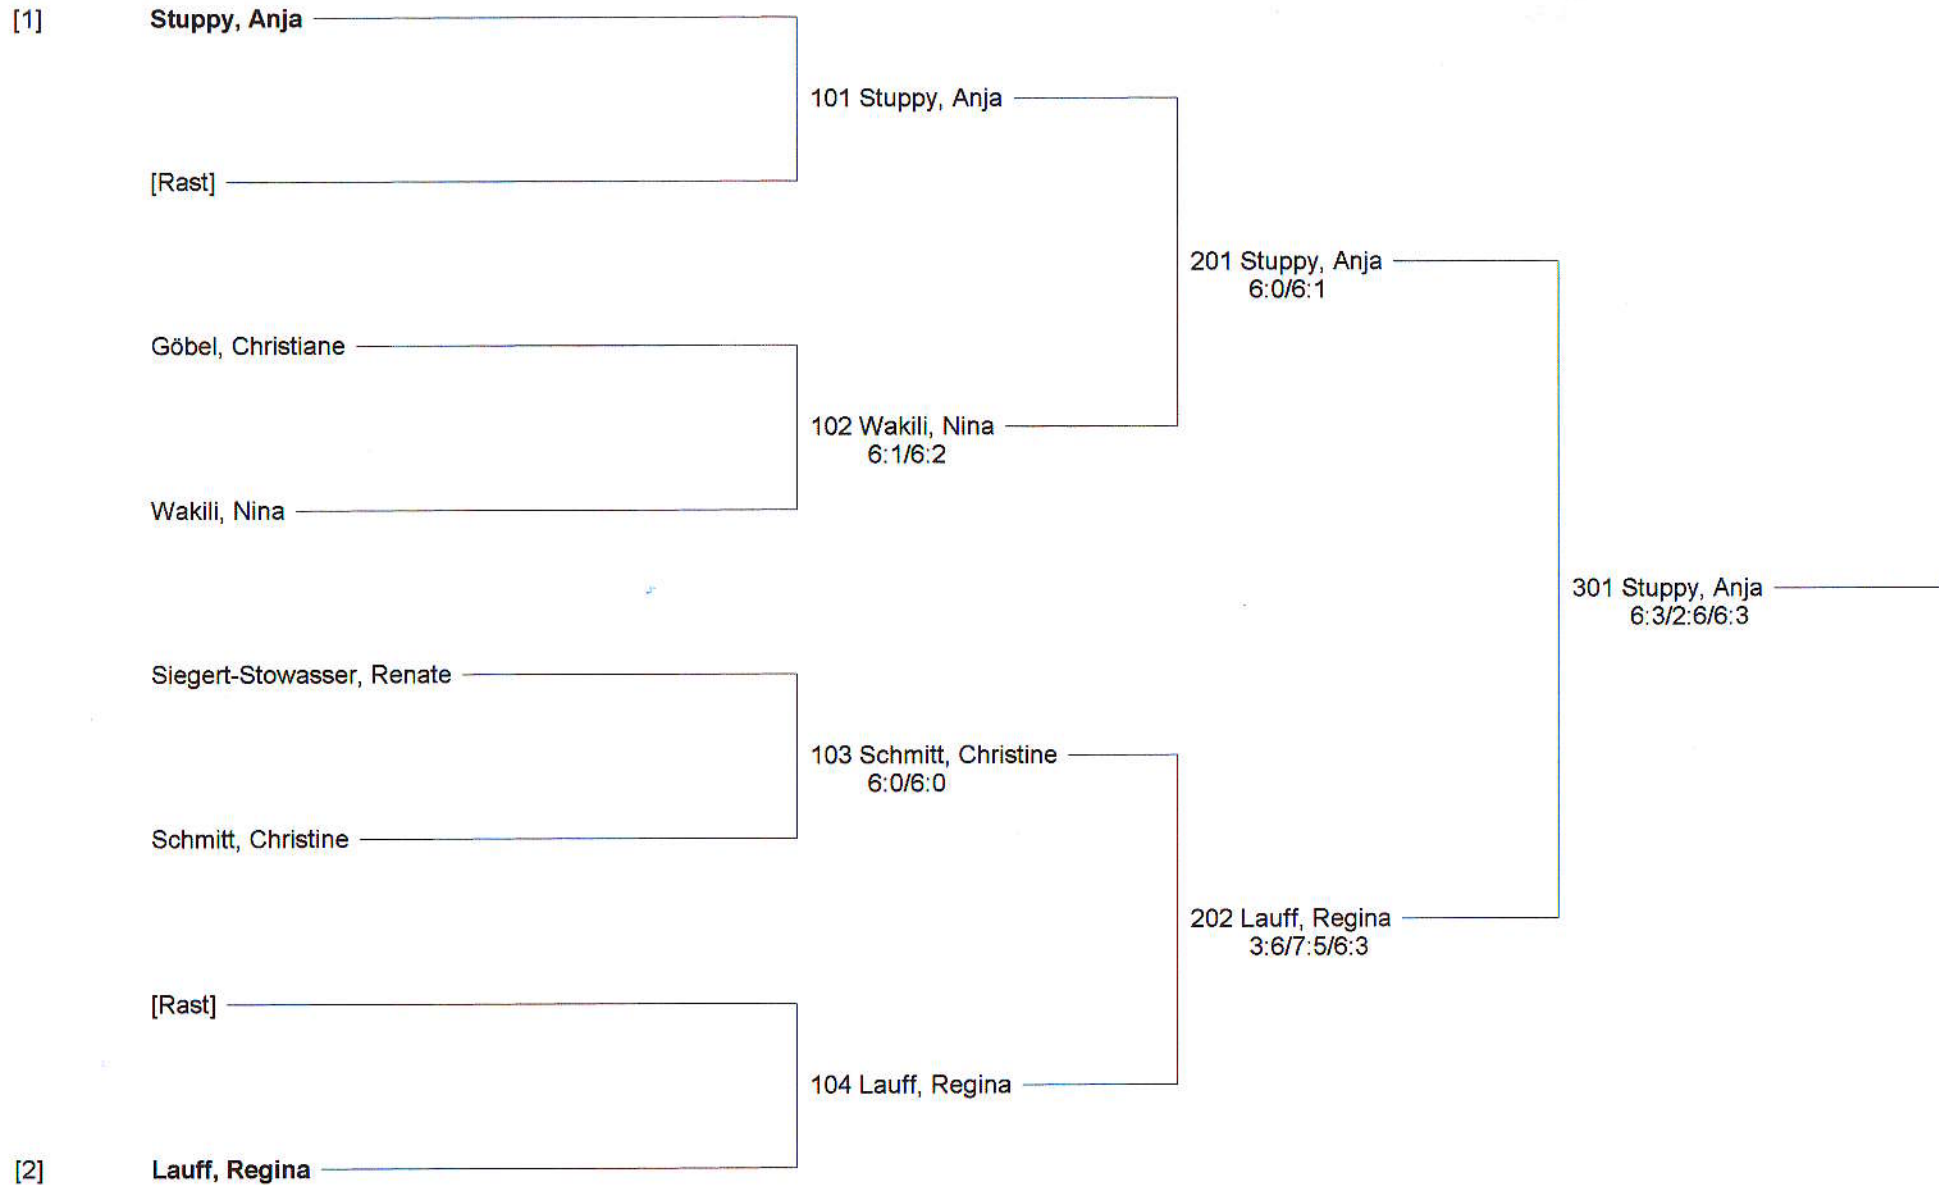 [1] Stuppy, Anja
101 Stuppy, Anja
[Rast]
201 Stuppy, Anja
6:0/6:1
Göbel, Christiane
102 Wakili, Nina
6:1/6:2
Wakili, Nina
301 Stuppy, Anja
6:3/2:6/6:3
Siegert-Stowasser, Renate
103 Schmitt, Christine
6:0/6:0
Schmitt, Christine
202 Lauff, Regina
3:6/7:5/6:3
[Rast]
104 Lauff, Regina
[2] Lauff, Regina